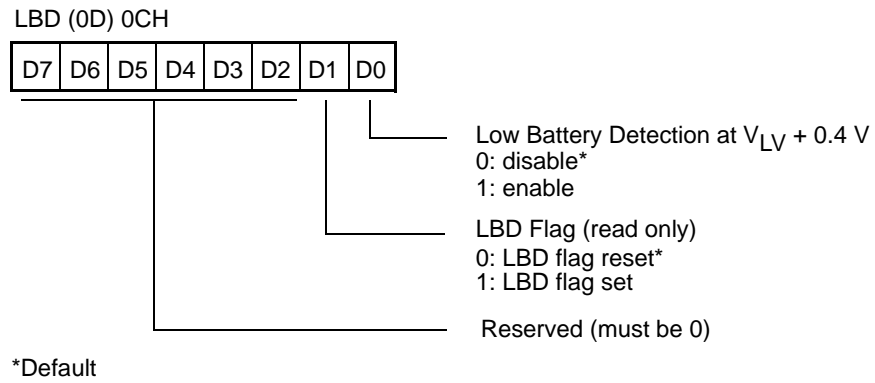 LBD (0D) 0CH
D7 D6 D5 D4 D3 D2 D1 D0
Low Battery Detection at VLV + 0.4 V
0: disable*
1: enable
LBD Flag (read only)
0: LBD flag reset*
1: LBD flag set
Reserved (must be 0)
*Default